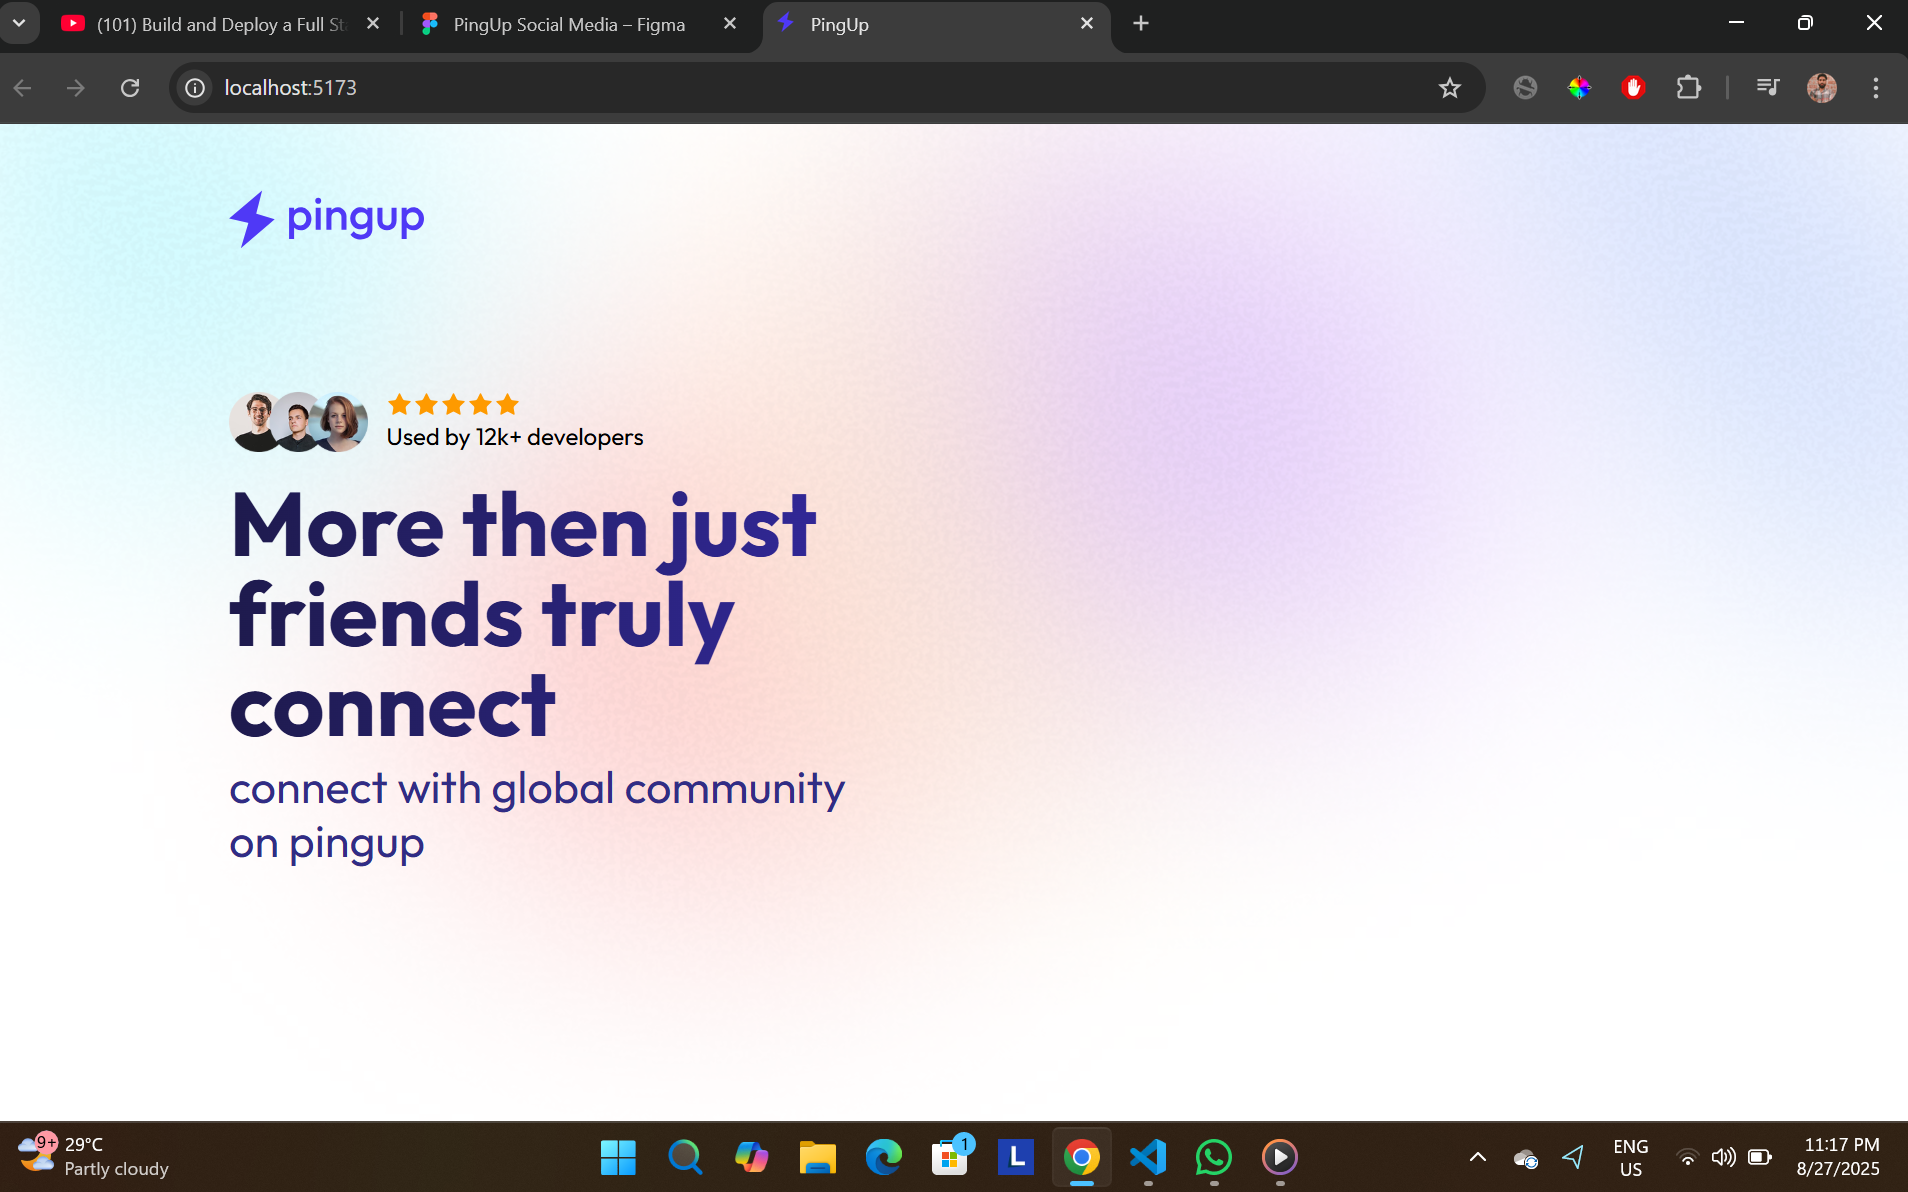 (101) Build and Deploy a Full St
PingUp Social Media – Figma
PingUp
localhost:5173
pingup
Used by 12k+ developers
More then just
friends truly
connect
connect with global community
on pingup
9+
29°C
Partly cloudy
1
L
ENG
US
11:17 PM
8/27/2025